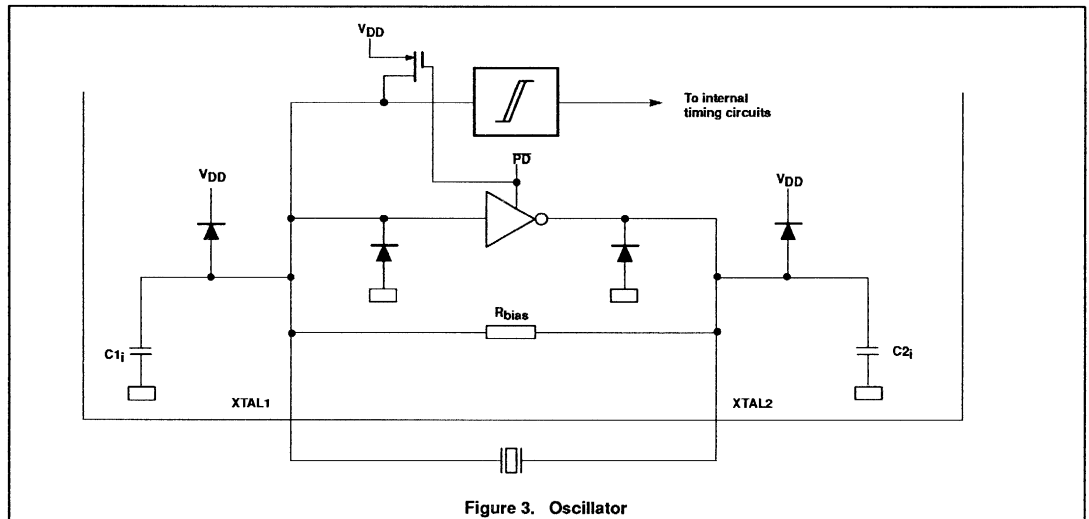 VDD
To internal
timing circuits
PD
VDD
VDD
Rbias
C1i
C2i
XTAL1
XTAL2
Figure 3. Oscillator